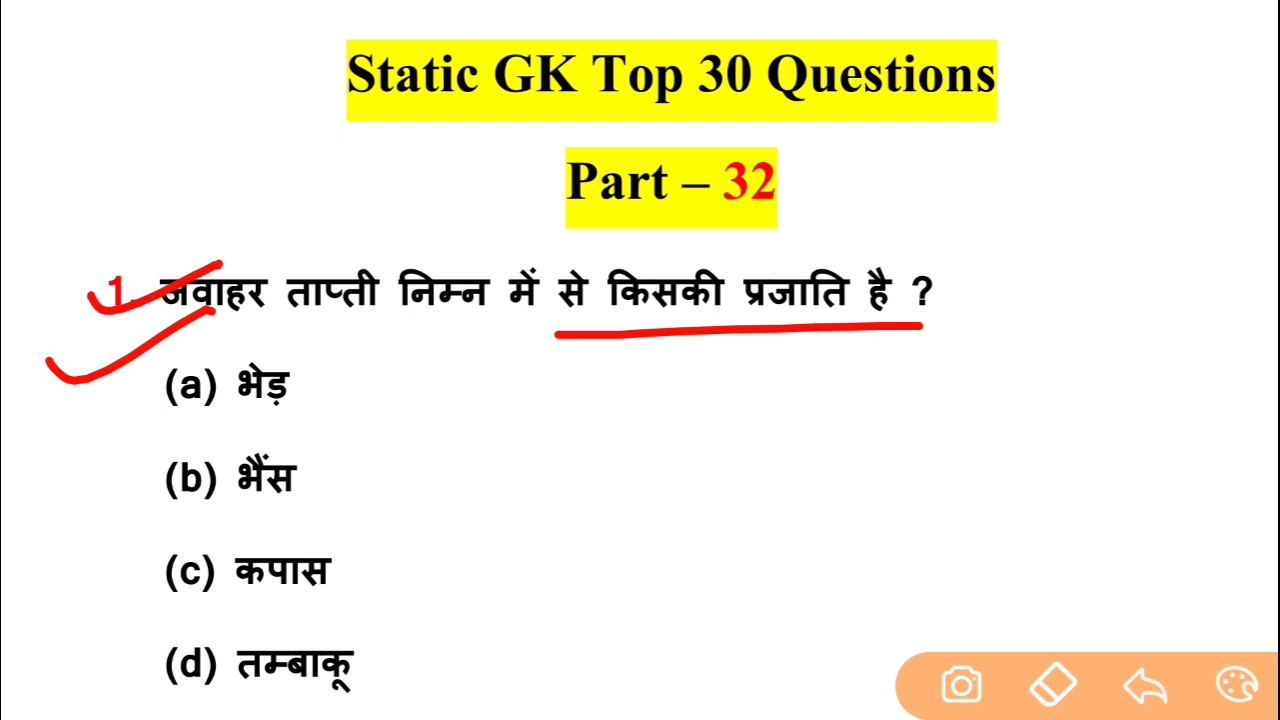 Static GK Top 30 Questions
Part – 32
1. जवाहर ताप्ती निम्न में से किसकी प्रजाति है ?
(a) भेड़
(b) भैंस
(c) कपास
(d) तम्बाकू